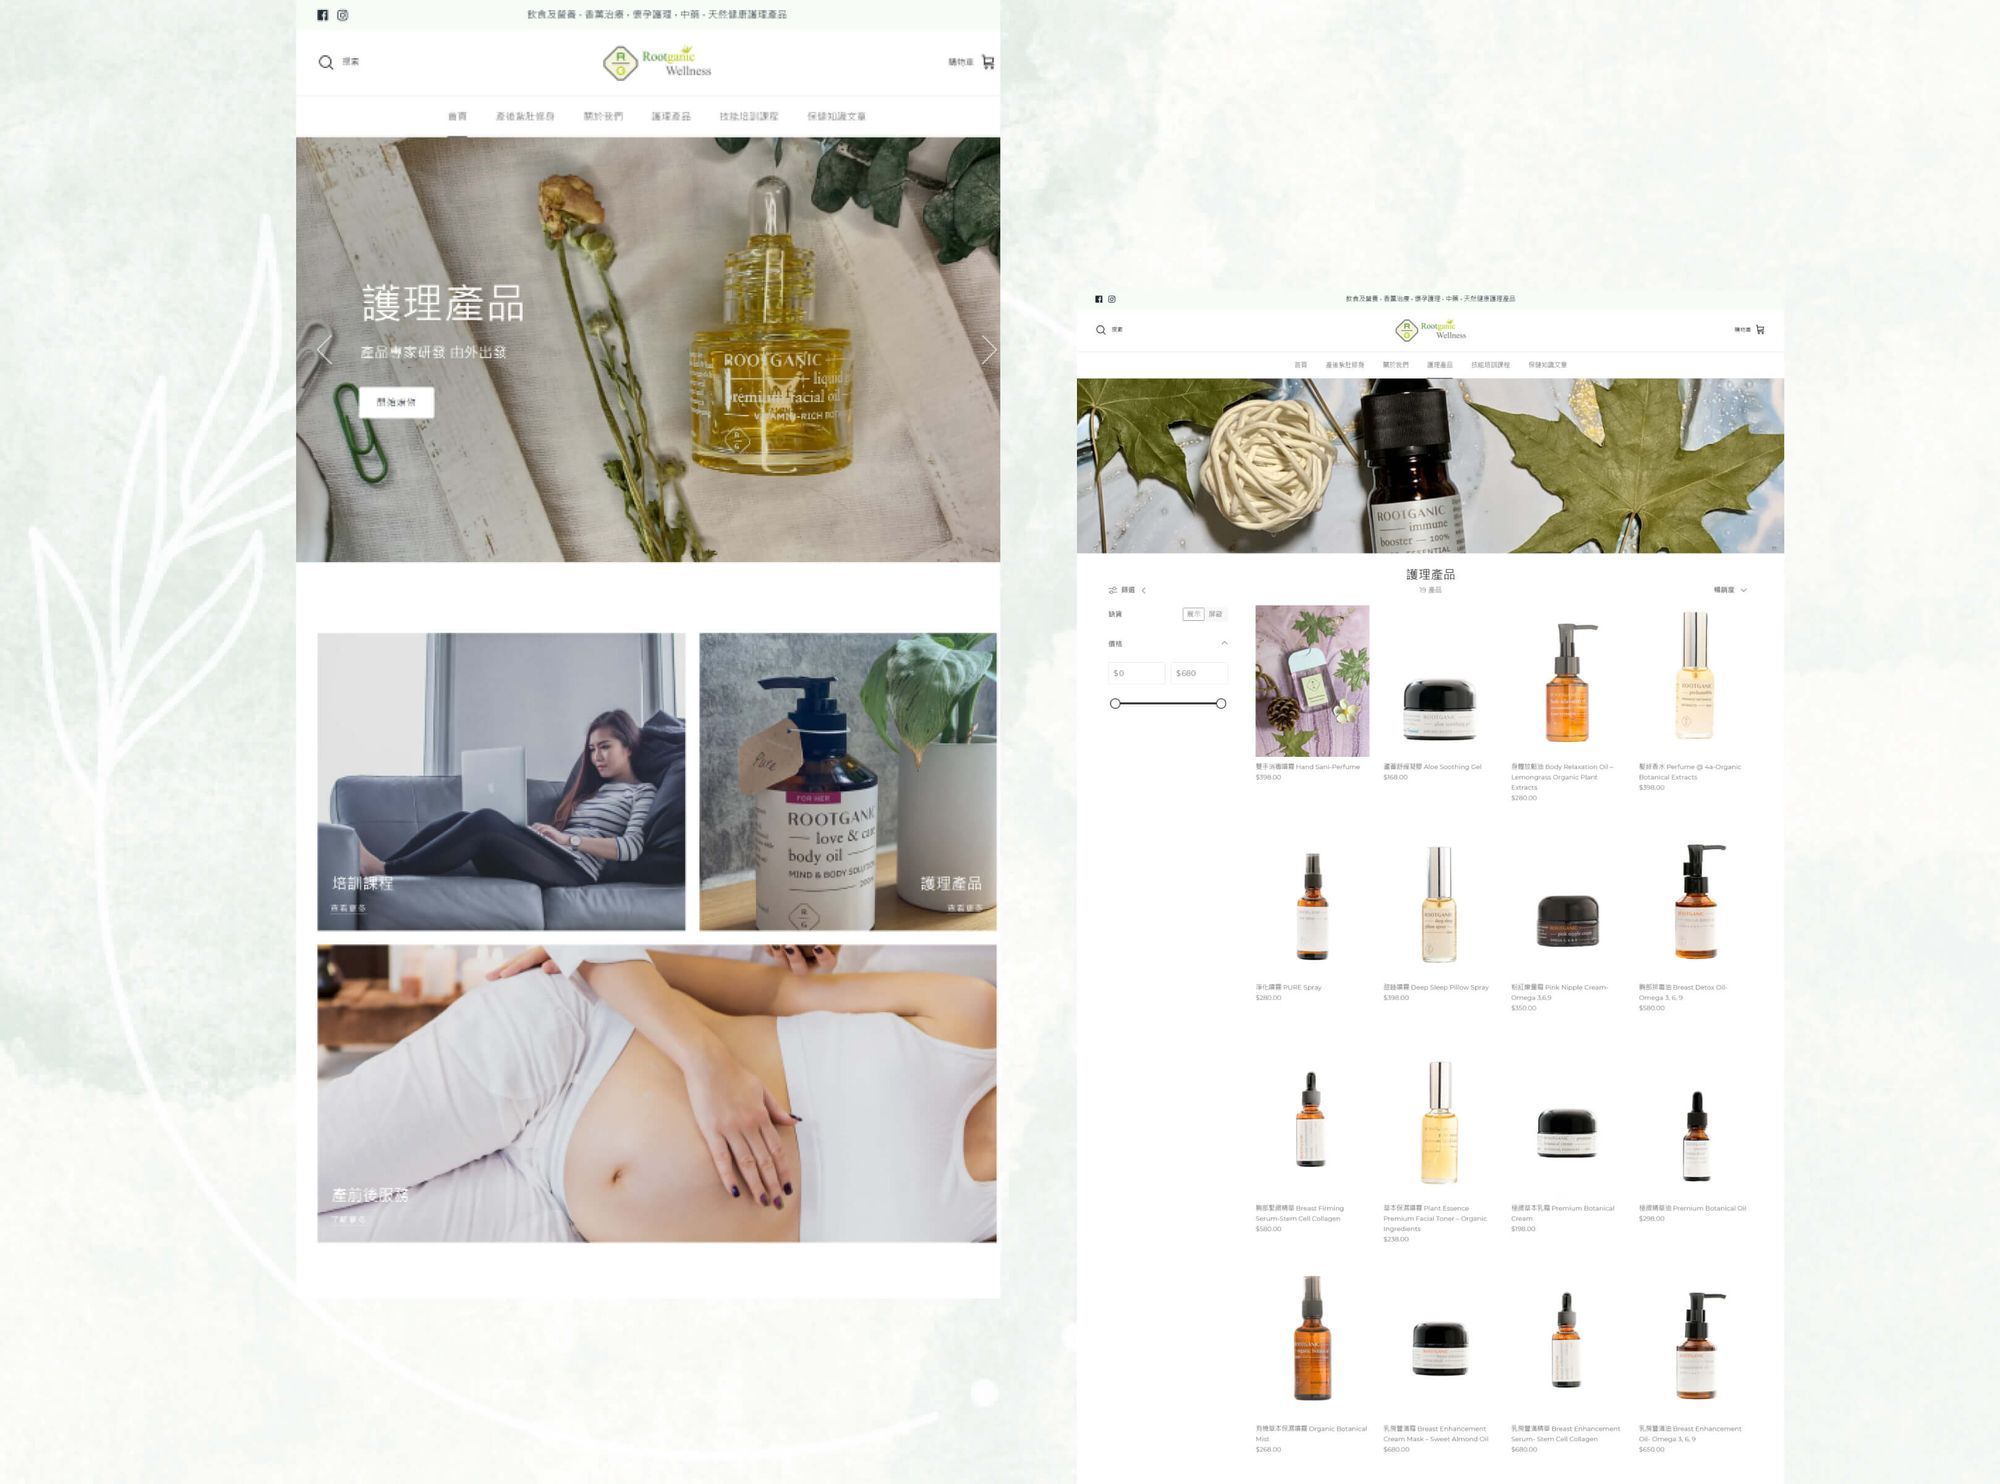 飲食及營養 - 香薰治療 - 懷孕護理 - 中藥 - 天然健康護理產品
搜索
R
G
Rootganic
Wellness
購物車
首頁
產後紮肚修身
關於我們
護理產品
技能培訓課程
保健知識文章
護理產品
產品專家研發 由外出發
開始購物
ROOTGANIC
liquid
premium facial oil
VITAMIN-RICH BOT
R
G
培訓課程
查看更多
Pure
FOR HER
ROOTGANIC
love & care
body oil
MIND & BODY SOLUTION
200m
R
G
護理產品
查看更多
產前後服務
了解更多
飲食及營養 - 香薰治療 - 懷孕護理 - 中藥 - 天然健康護理產品
搜索
R
G
Rootganic
Wellness
購物車
首頁
產後紮肚修身
關於我們
護理產品
技能培訓課程
保健知識文章
ROOTGANIC
immune
booster — 100%
ESSENTIAL
護理產品
19 產品
篩選
暢銷度
缺貨
展示
屏蔽
價格
$ 0
$ 680
雙手消毒噴霧 Hand Sani-Perfume
$398.00
蘆薈舒緩凝膠 Aloe Soothing Gel
$168.00
身體放鬆油 Body Relaxation Oil –
Lemongrass Organic Plant
Extracts
$280.00
髮絲香水 Perfume @ 4a-Organic
Botanical Extracts
$398.00
淨化噴霧 PURE Spray
$280.00
甜睡噴霧 Deep Sleep Pillow Spray
$398.00
粉紅嫩暈霜 Pink Nipple Cream-
Omega 3,6,9
$350.00
胸部排毒油 Breast Detox Oil-
Omega 3, 6, 9
$580.00
胸部緊緻精華 Breast Firming
Serum-Stem Cell Collagen
$580.00
草本保濕噴霧 Plant Essence
Premium Facial Toner – Organic
Ingredients
$238.00
極緻草本乳霜 Premium Botanical
Cream
$198.00
極緻精華油 Premium Botanical Oil
$298.00
有機草本保濕噴霧 Organic Botanical
Mist
$268.00
乳房豐滿霜 Breast Enhancement
Cream Mask – Sweet Almond Oil
$680.00
乳房豐滿精華 Breast Enhancement
Serum- Stem Cell Collagen
$680.00
乳房豐滿油 Breast Enhancement
Oil- Omega 3, 6, 9
$650.00